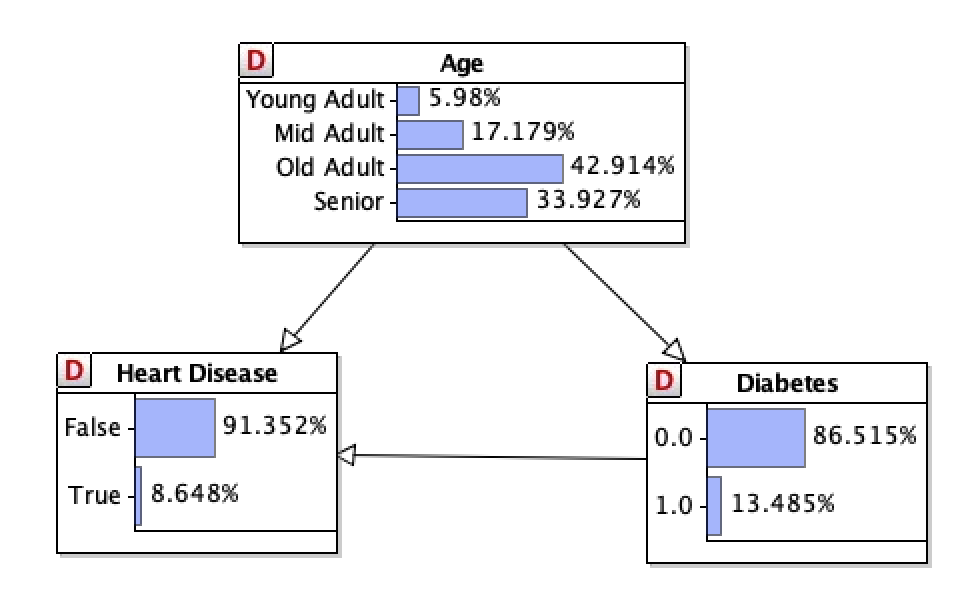 D Age
Young Adult 5.98%
Mid Adult 17.179%
Old Adult 42.914%
Senior 33.927%
D Heart Disease
False 91.352%
True 8.648%
D Diabetes
0.0 86.515%
1.0 13.485%